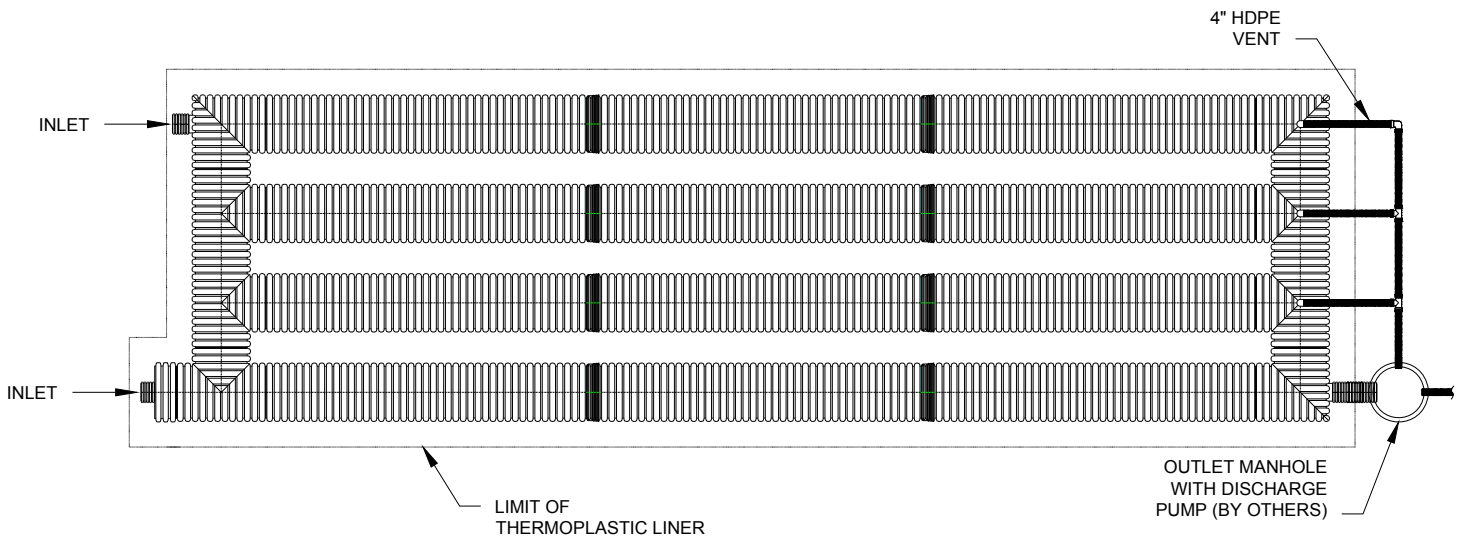 4" HDPE
VENT
INLET
INLET
LIMIT OF
THERMOPLASTIC LINER
OUTLET MANHOLE
WITH DISCHARGE
PUMP (BY OTHERS)